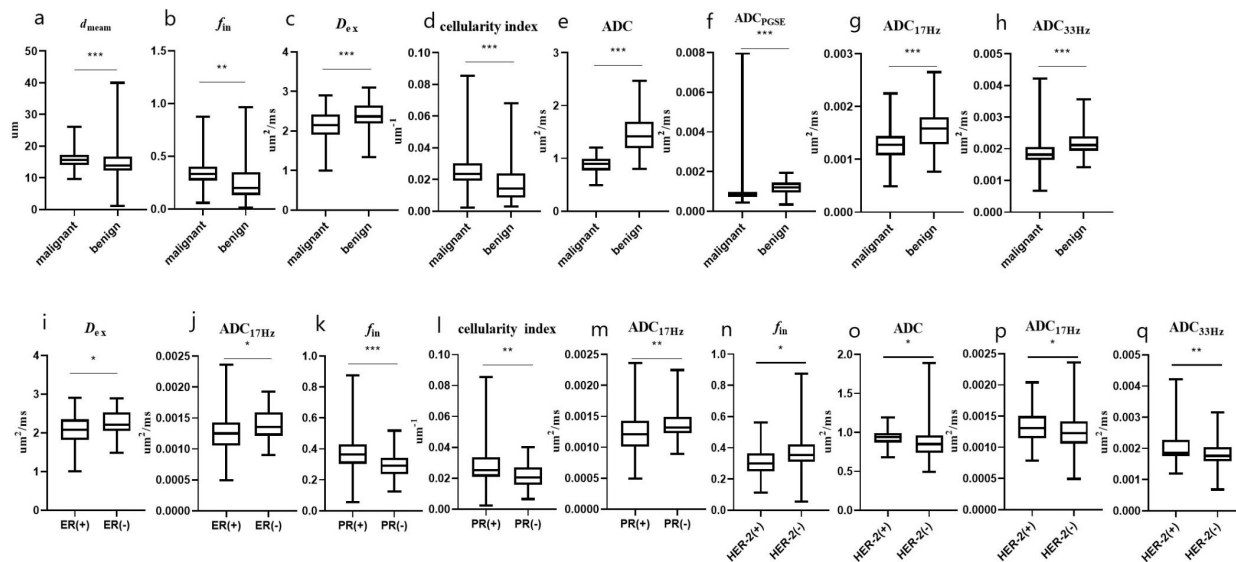 a
d_meam
***
um
50
40
30
20
10
0
malignant
benign
b
f_in
**
1.5
1.0
0.5
0.0
malignant
benign
c
D_ex
***
um²/ms
4
3
2
1
0
malignant
benign
d
cellularity index
***
um⁻¹
0.10
0.08
0.06
0.04
0.02
0.00
malignant
benign
e
ADC
***
um²/ms
3
2
1
0
malignant
benign
f
ADC_PGSE
***
um²/ms
0.008
0.006
0.004
0.002
0.000
malignant
benign
g
ADC_17Hz
***
um²/ms
0.003
0.002
0.001
0.000
malignant
benign
h
ADC_33Hz
***
um²/ms
0.005
0.004
0.003
0.002
0.001
0.000
malignant
benign
i
D_ex
*
um²/ms
4
3
2
1
0
ER(+) ER(-)
j
ADC_17Hz
*
um²/ms
0.0025
0.0020
0.0015
0.0010
0.0005
0.0000
ER(+) ER(-)
k
f_in
***
1.0
0.8
0.6
0.4
0.2
0.0
PR(+) PR(-)
l
cellularity index
**
um⁻¹
0.10
0.08
0.06
0.04
0.02
0.00
PR(+) PR(-)
m
ADC_17Hz
**
um²/ms
0.0025
0.0020
0.0015
0.0010
0.0005
0.0000
PR(+) PR(-)
n
f_in
*
1.0
0.8
0.6
0.4
0.2
0.0
HER-2(+)
HER-2(-)
o
ADC
*
um²/ms
2.0
1.5
1.0
0.5
0.0
HER-2(+)
HER-2(-)
p
ADC_17Hz
*
um²/ms
0.0025
0.0020
0.0015
0.0010
0.0005
0.0000
HER-2(+)
HER-2(-)
q
ADC_33Hz
**
um²/ms
0.005
0.004
0.003
0.002
0.001
0.000
HER-2(+)
HER-2(-)